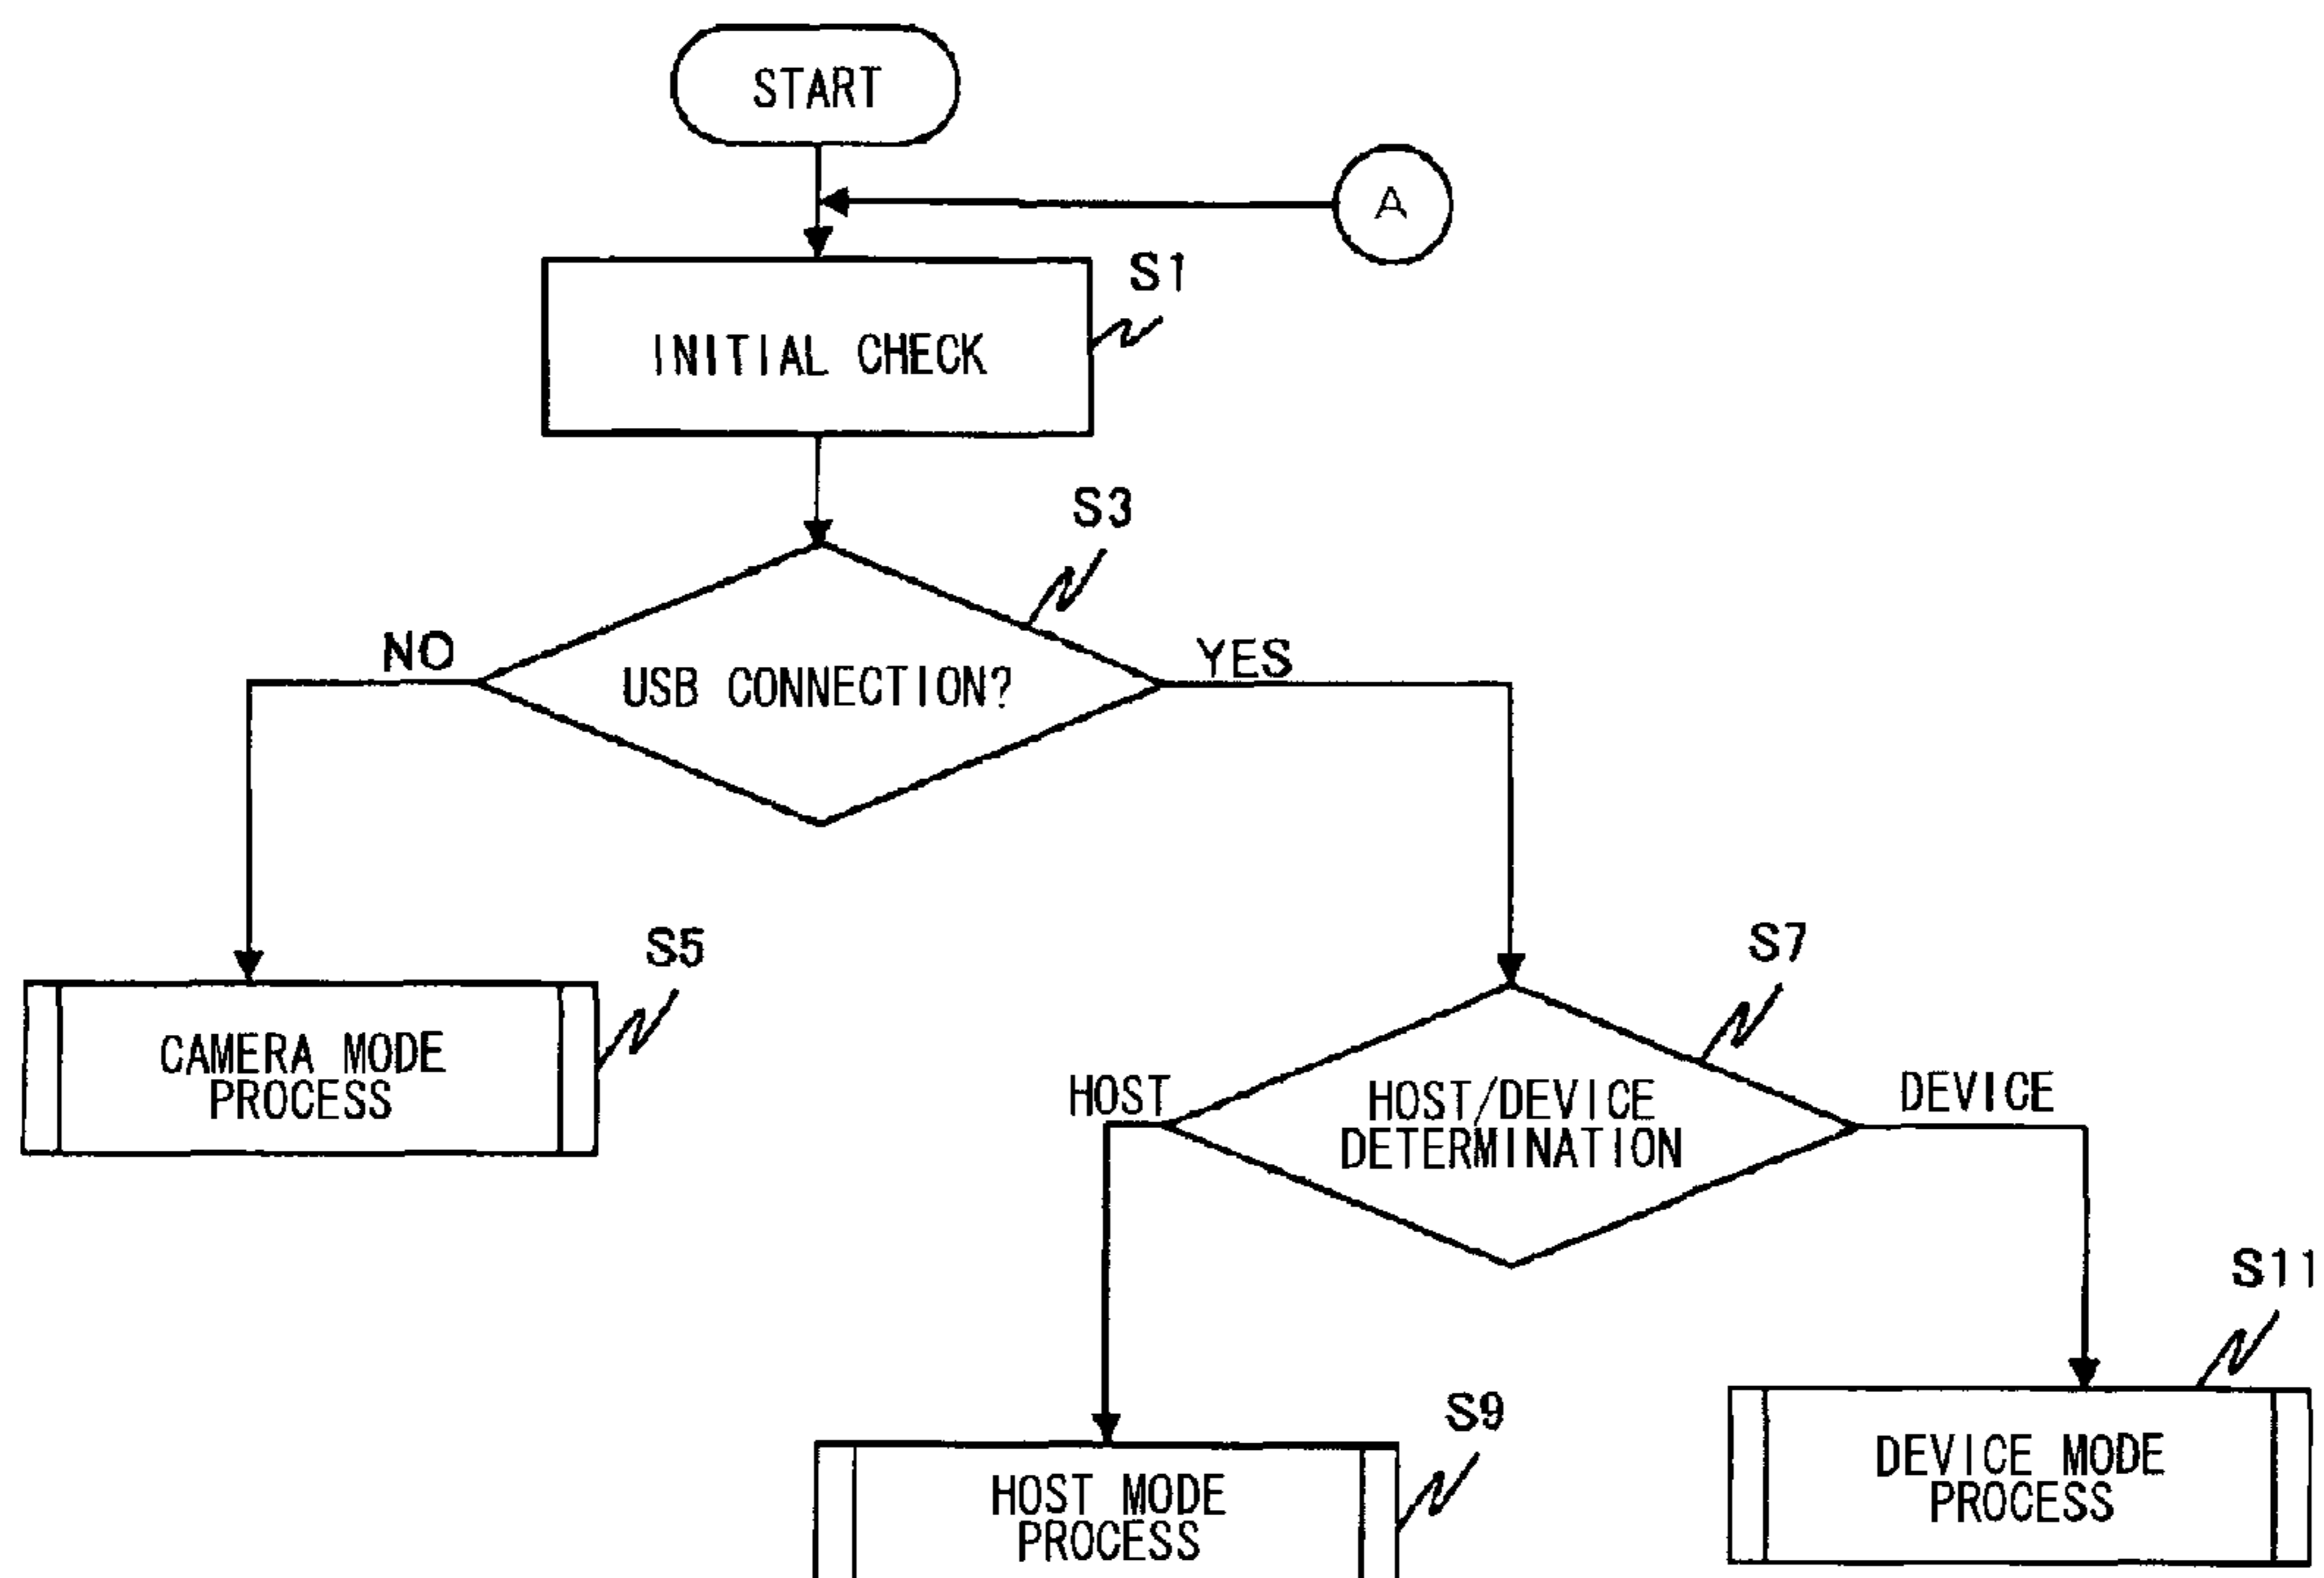 START
A
S1
INITIAL CHECK
S3
NO
YES
USB CONNECTION?
S5
S7
CAMERA MODE
PROCESS
HOST
HOST/DEVICE
DETERMINATION
DEVICE
S11
S9
DEVICE MODE
PROCESS
HOST MODE
PROCESS